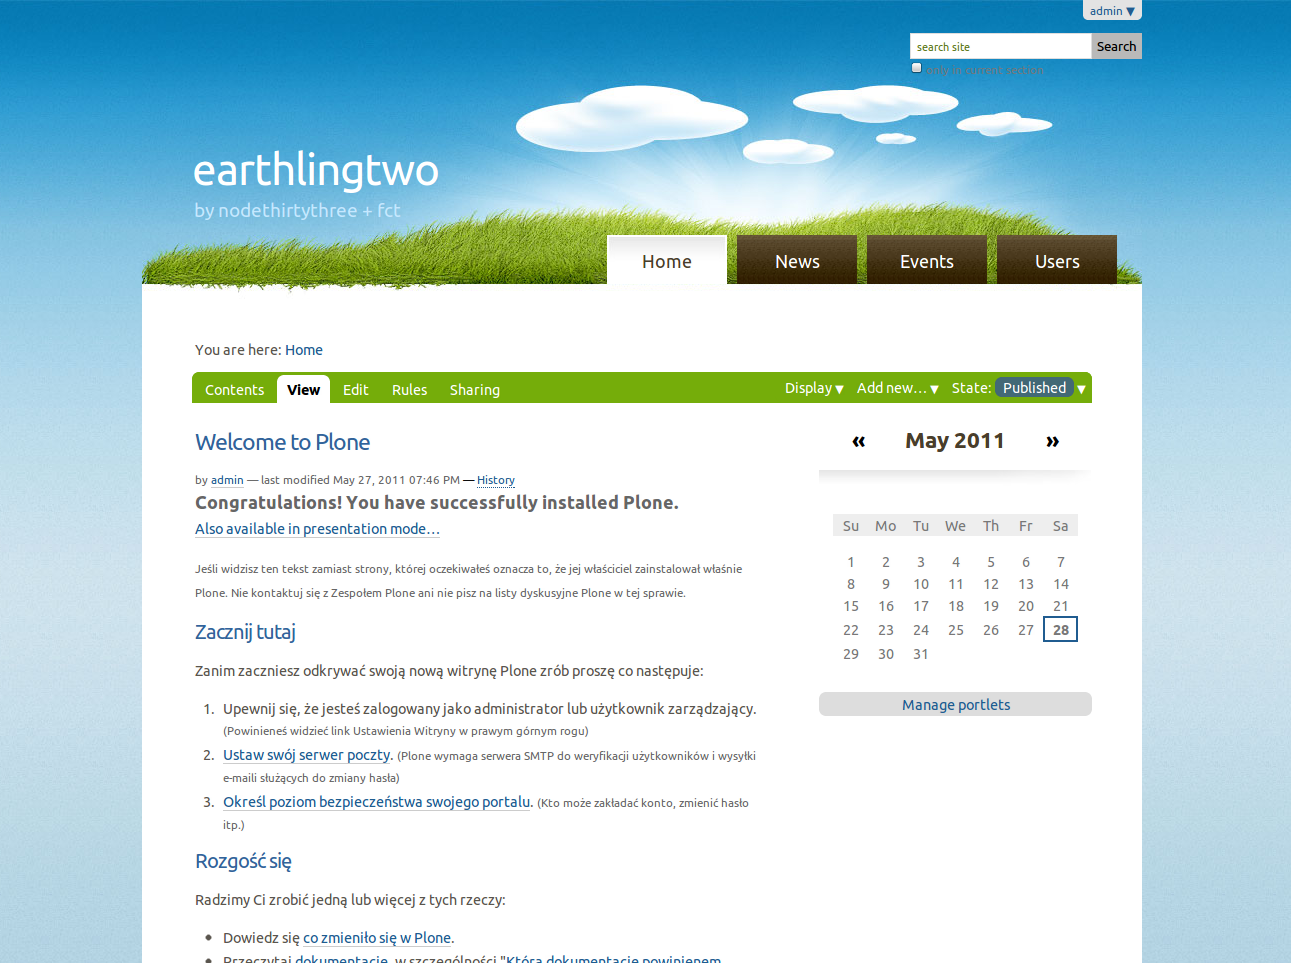 admin ▼
search site Search
only in current section
earthlingtwo
by nodethirtythree + fct
Home News Events Users
You are here: Home
Contents View Edit Rules Sharing Display ▼ Add new… ▼ State: Published ▼
Welcome to Plone
by admin — last modified May 27, 2011 07:46 PM — History
Congratulations! You have successfully installed Plone.
Also available in presentation mode…
Jeśli widzisz ten tekst zamiast strony, której oczekiwałeś oznacza to, że jej właściciel zainstalował właśnie
Plone. Nie kontaktuj się z Zespołem Plone ani nie pisz na listy dyskusyjne Plone w tej sprawie.
Zacznij tutaj
Zanim zaczniesz odkrywać swoją nową witrynę Plone zrób proszę co następuje:
1. Upewnij się, że jesteś zalogowany jako administrator lub użytkownik zarządzający.
(Powinieneś widzieć link Ustawienia Witryny w prawym górnym rogu)
2. Ustaw swój serwer poczty. (Plone wymaga serwera SMTP do weryfikacji użytkowników i wysyłki
e-maili służących do zmiany hasła)
3. Określ poziom bezpieczeństwa swojego portalu. (Kto może zakładać konto, zmienić hasło
itp.)
Rozgość się
Radzimy Ci zrobić jedną lub więcej z tych rzeczy:
• Dowiedz się co zmieniło się w Plone.
• Przeczytaj dokumentację, w szczególności "Którą dokumentację powinienem
« May 2011 »
Su Mo Tu We Th Fr Sa
1 2 3 4 5 6 7
8 9 10 11 12 13 14
15 16 17 18 19 20 21
22 23 24 25 26 27 28
29 30 31
Manage portlets